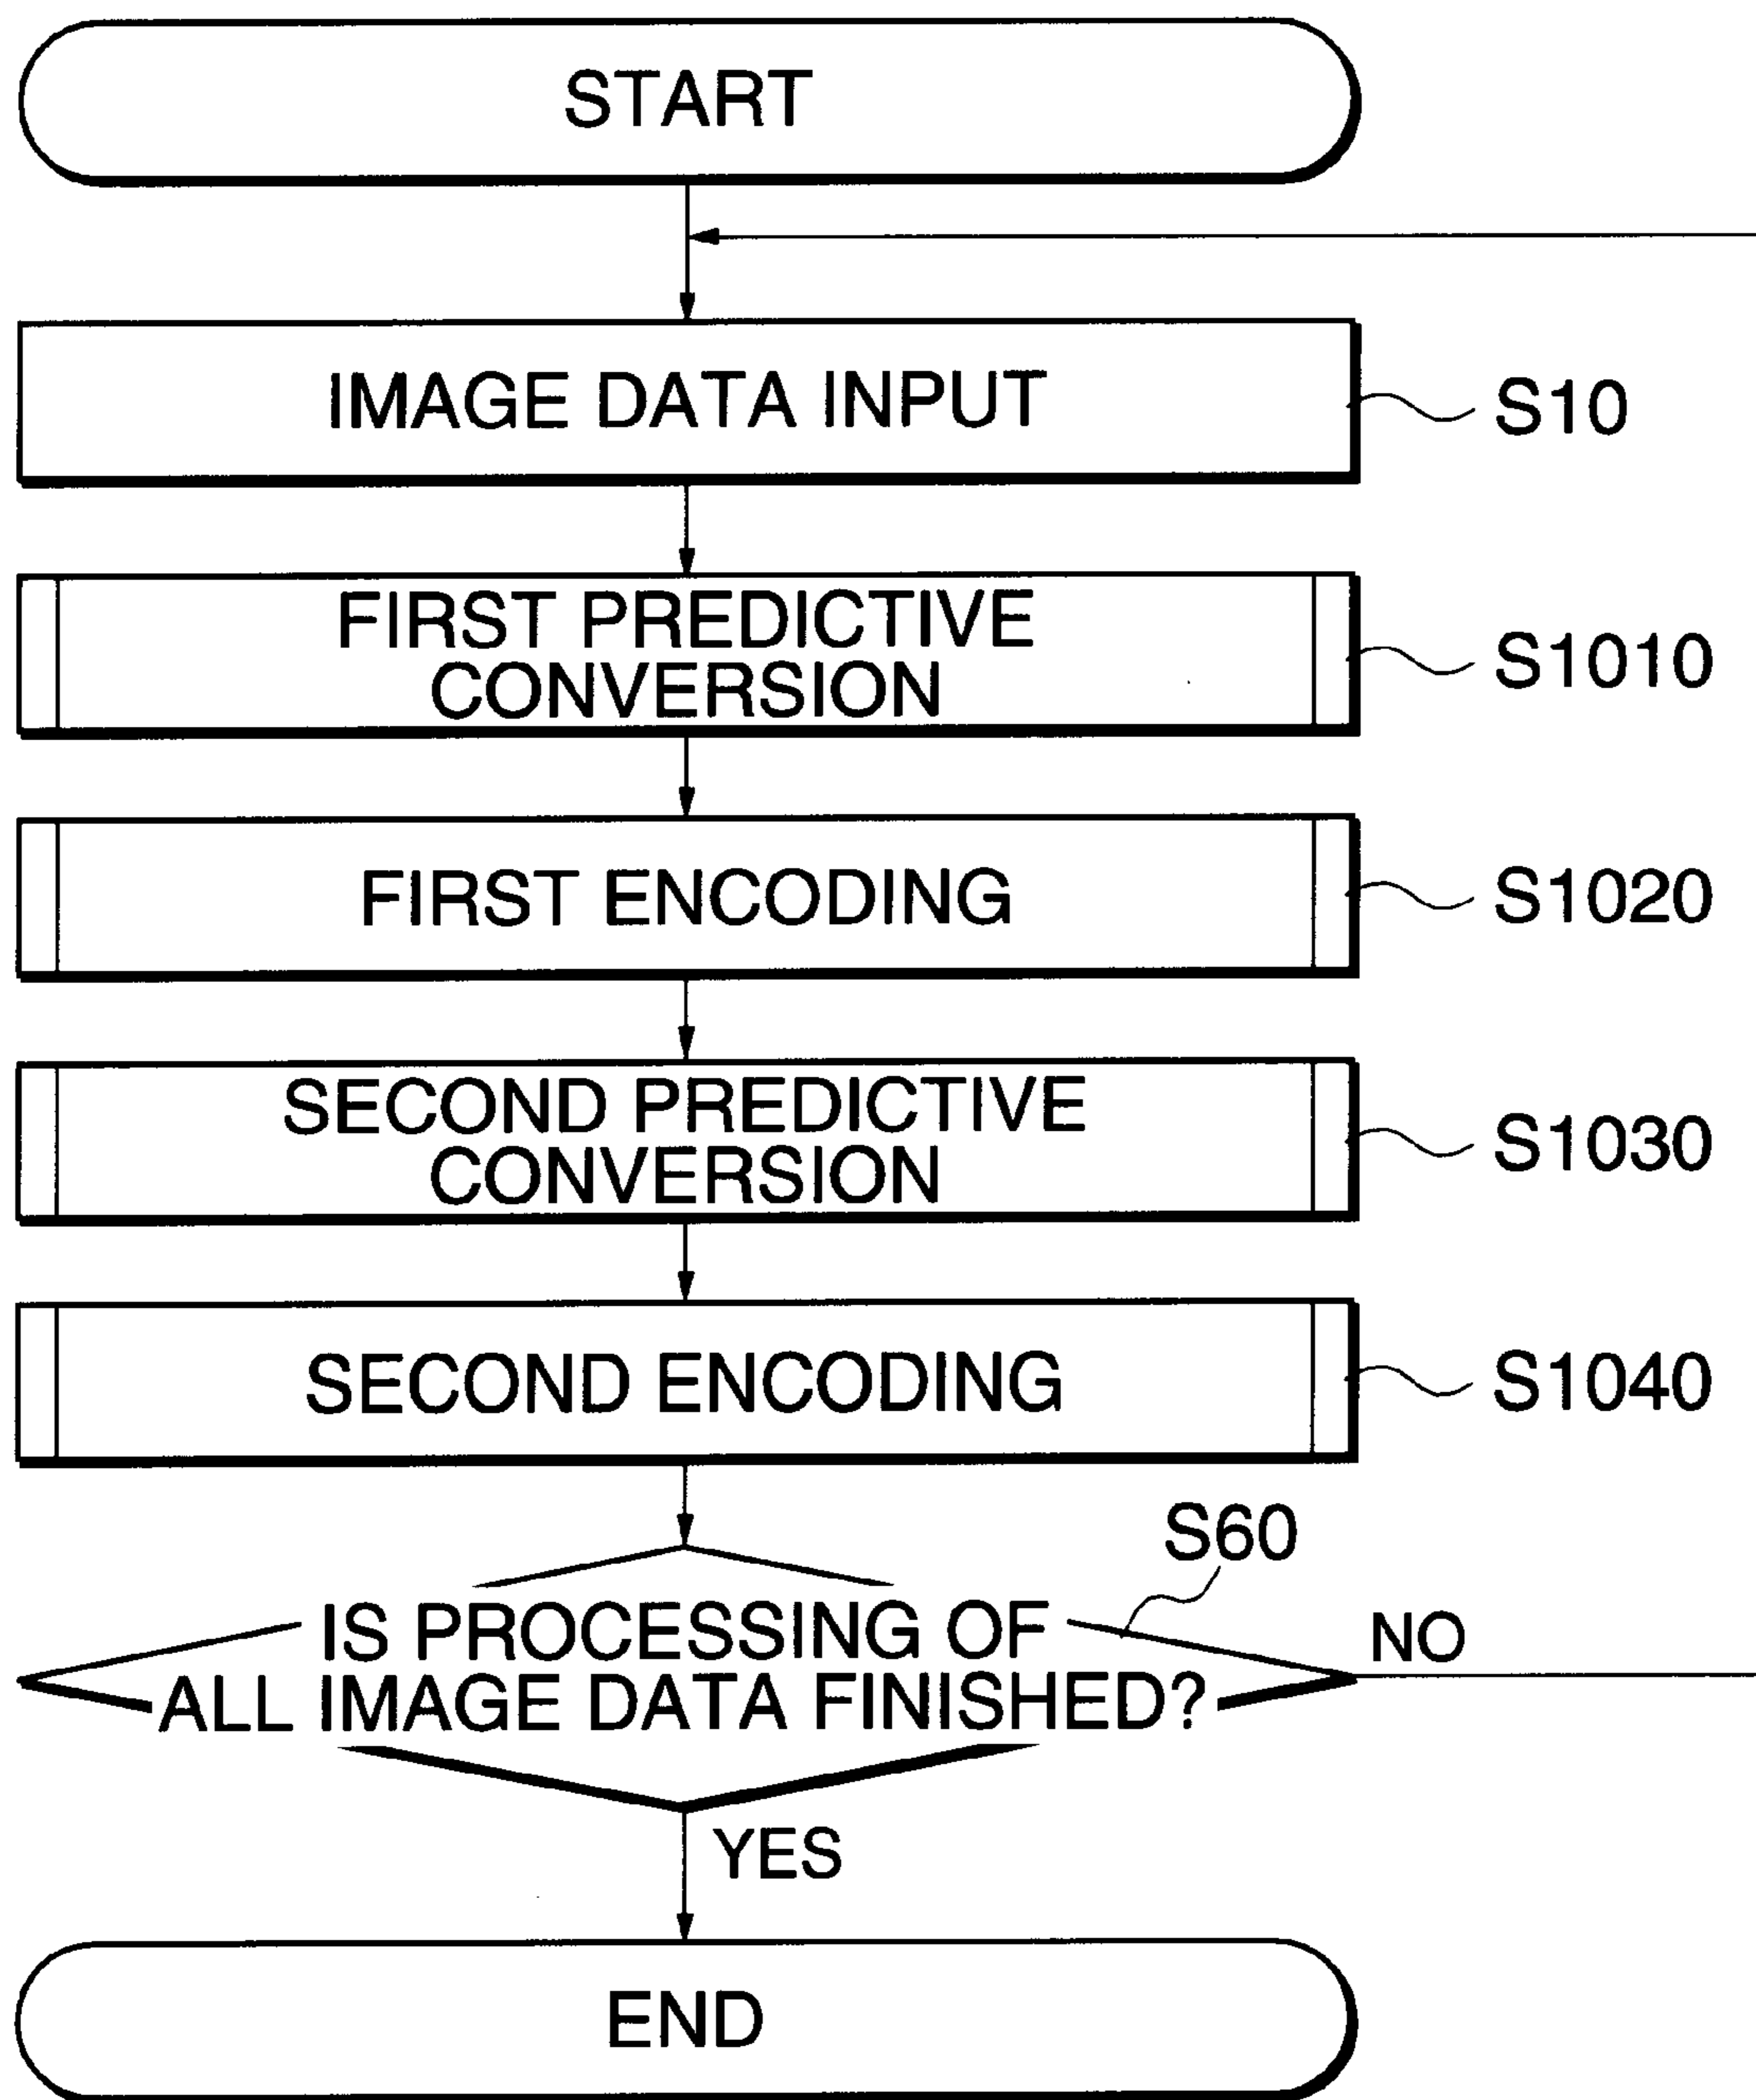 START
IMAGE DATA INPUT
S10
FIRST PREDICTIVE
CONVERSION
S1010
FIRST ENCODING
S1020
SECOND PREDICTIVE
CONVERSION
S1030
SECOND ENCODING
S1040
S60
IS PROCESSING OF
ALL IMAGE DATA FINISHED?
NO
YES
END